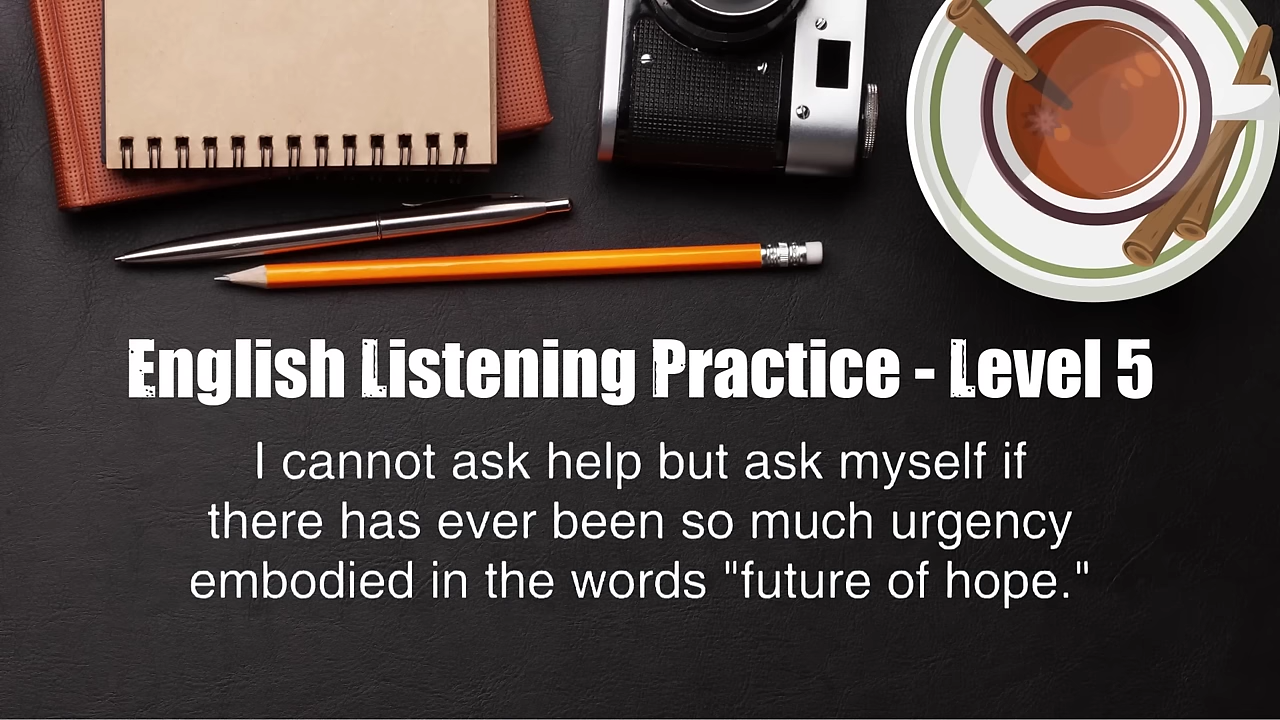 English Listening Practice - Level 5
I cannot ask help but ask myself if
there has ever been so much urgency
embodied in the words "future of hope."